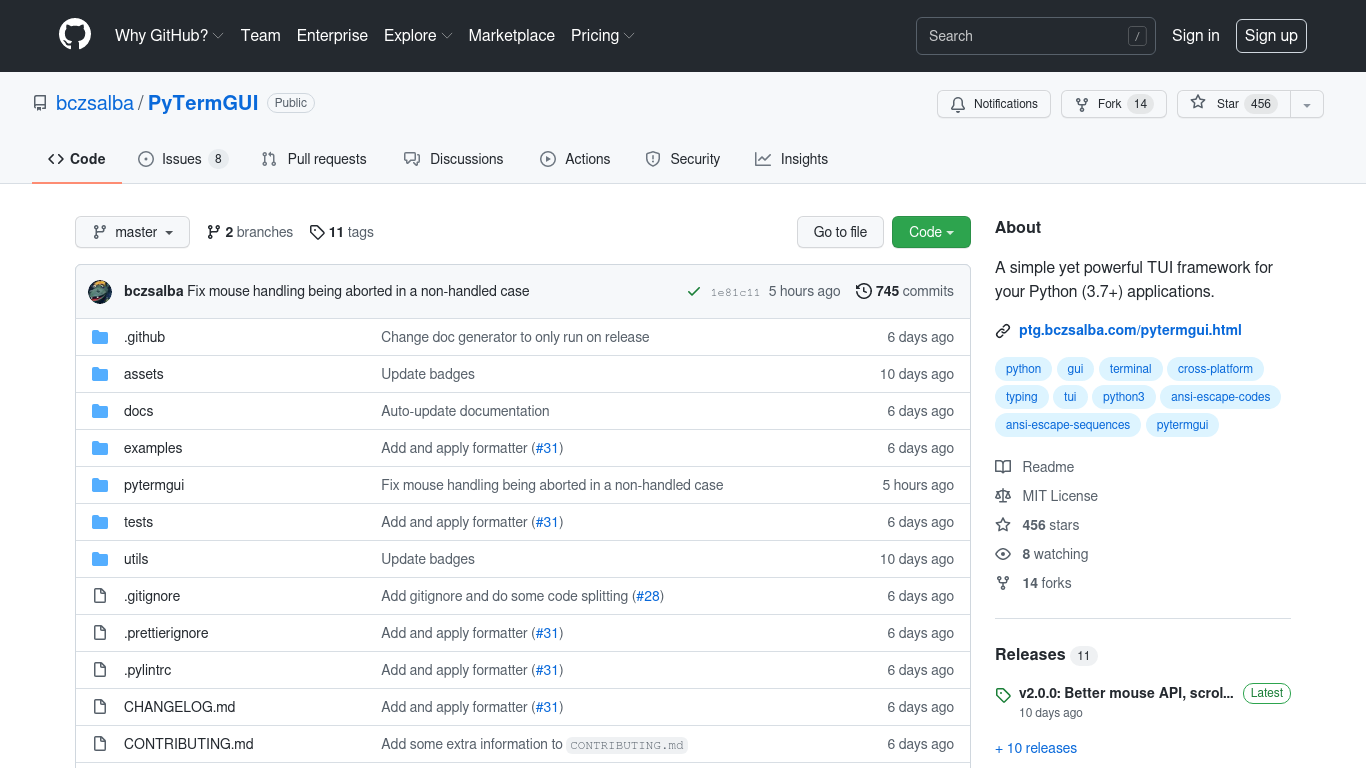 Why GitHub? Team Enterprise Explore Marketplace Pricing Search / Sign in Sign up
bczsalba / PyTermGUI Public Notifications Fork 14 Star 456
Code Issues 8 Pull requests Discussions Actions Security Insights
master 2 branches 11 tags Go to file Code
bczsalba Fix mouse handling being aborted in a non-handled case 1e81c11 5 hours ago 745 commits
.github Change doc generator to only run on release 6 days ago
assets Update badges 10 days ago
docs Auto-update documentation 6 days ago
examples Add and apply formatter (#31) 6 days ago
pytermgui Fix mouse handling being aborted in a non-handled case 5 hours ago
tests Add and apply formatter (#31) 6 days ago
utils Update badges 10 days ago
.gitignore Add gitignore and do some code splitting (#28) 6 days ago
.prettierignore Add and apply formatter (#31) 6 days ago
.pylintrc Add and apply formatter (#31) 6 days ago
CHANGELOG.md Add and apply formatter (#31) 6 days ago
CONTRIBUTING.md Add some extra information to CONTRIBUTING.md 6 days ago
About
A simple yet powerful TUI framework for
your Python (3.7+) applications.
ptg.bczsalba.com/pytermgui.html
python gui terminal cross-platform
typing tui python3 ansi-escape-codes
ansi-escape-sequences pytermgui
Readme
MIT License
456 stars
8 watching
14 forks
Releases 11
v2.0.0: Better mouse API, scrol... Latest
10 days ago
+ 10 releases